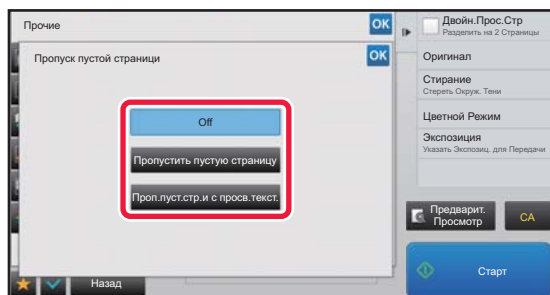 Прочие
OK
Пропуск пустой страници
OK
Off
Пропустить пустую страницу
Проп.пуст.стр.и с просв.текст.
Назад
Двойн.Прос.Стр
Разделить на 2 Страницы
Оригинал
Стирание
Стереть Окруж. Тени
Цветной Режим
Экспозиция
Указать Экспозиц. для Передачи
Предварит.
Просмотр
CA
Старт